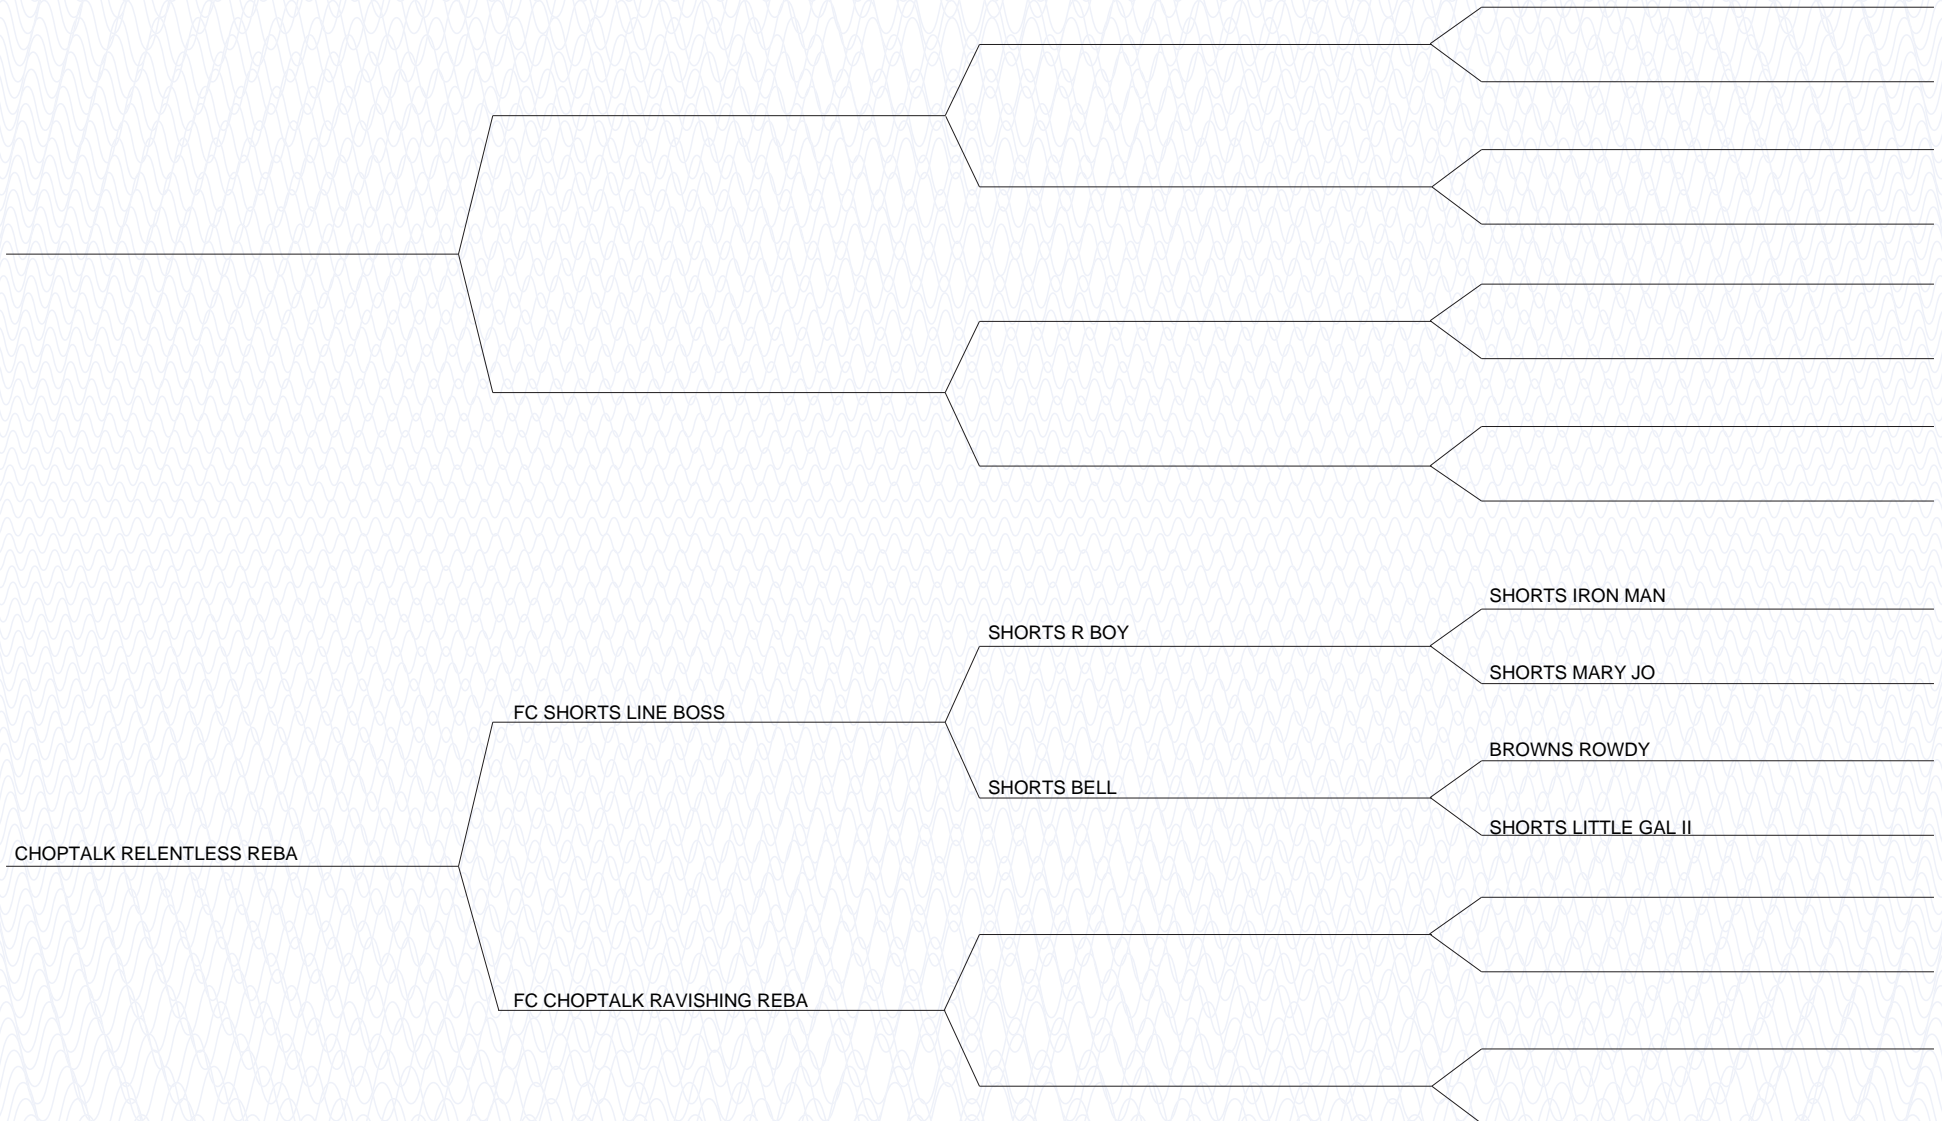 SHORTS IRON MAN
SHORTS R BOY
SHORTS MARY JO
FC SHORTS LINE BOSS
BROWNS ROWDY
SHORTS BELL
SHORTS LITTLE GAL II
CHOPTALK RELENTLESS REBA
FC CHOPTALK RAVISHING REBA